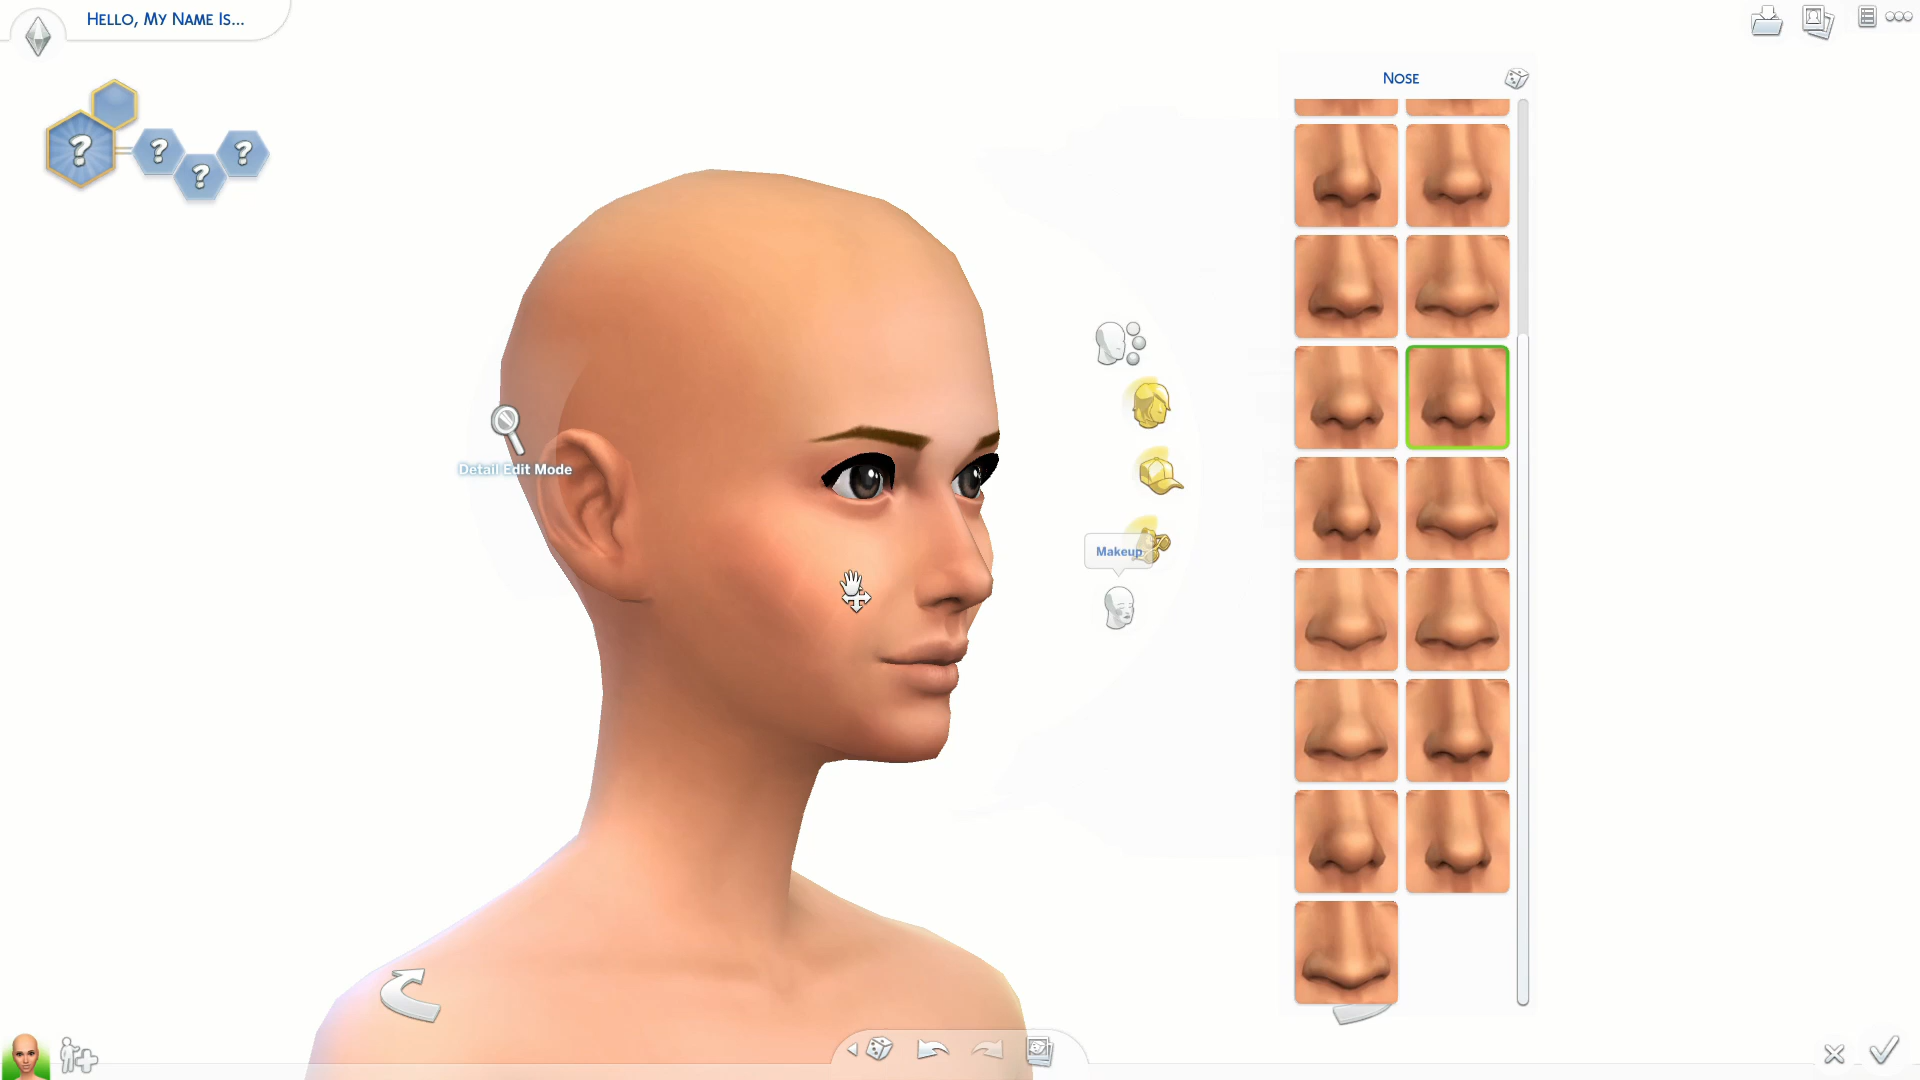 Hello, My Name Is...
Nose
?
?
?
?
Detail Edit Mode
Makeup